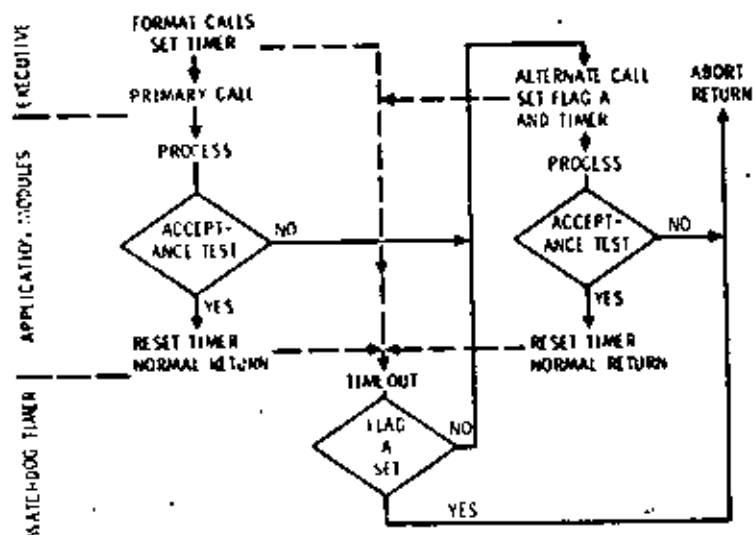 EXECUTIVE
FORMAT CALLS
SET TIMER
PRIMARY CALL
ALTERNATE CALL
SET FLAG A
AND TIMER
ABORT
RETURN
APPLICATION MODULES
PROCESS
ACCEPT-
ANCE TEST
NO
YES
RESET TIMER
NORMAL RETURN
PROCESS
ACCEPT-
ANCE TEST
NO
YES
RESET TIMER
NORMAL RETURN
WATCHDOG TIMER
TIMEOUT
FLAG
A
SET
NO
YES